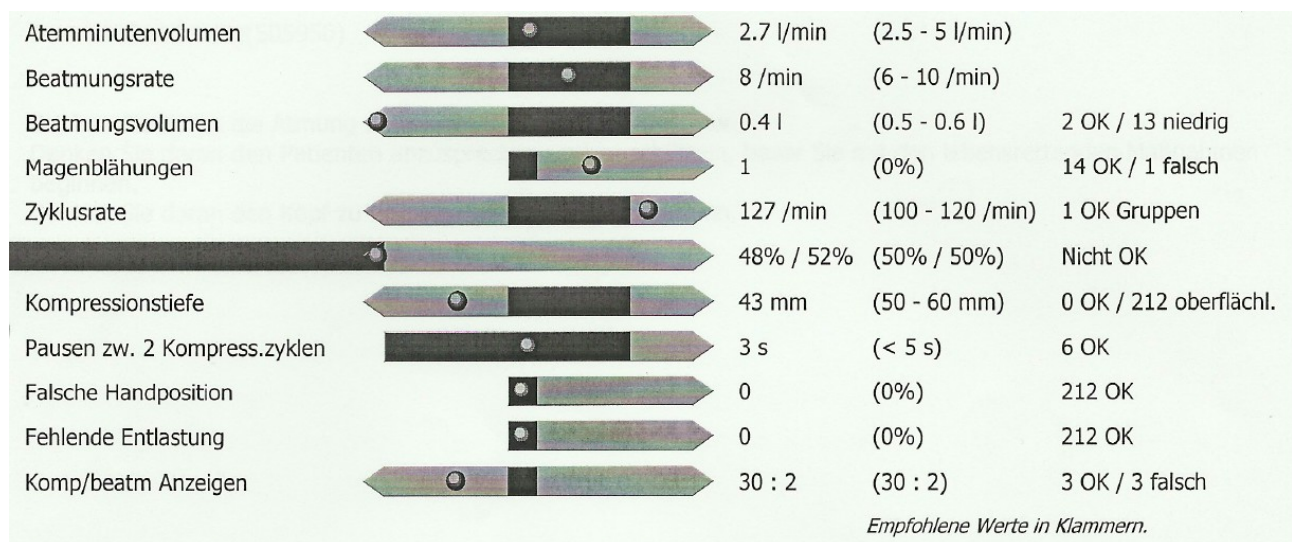 Atemminutenvolumen 2.7 l/min (2.5 - 5 l/min)
Beatmungsrate 8 /min (6 - 10 /min)
Beatmungsvolumen 0.4 l (0.5 - 0.6 l) 2 OK / 13 niedrig
Magenblähungen 1 (0%) 14 OK / 1 falsch
Zyklusrate 127 /min (100 - 120 /min) 1 OK Gruppen
48% / 52% (50% / 50%) Nicht OK
Kompressionstiefe 43 mm (50 - 60 mm) 0 OK / 212 oberflächl.
Pausen zw. 2 Kompress.zyklen 3 s (< 5 s) 6 OK
Falsche Handposition 0 (0%) 212 OK
Fehlende Entlastung 0 (0%) 212 OK
Komp/beatm Anzeigen 30 : 2 (30 : 2) 3 OK / 3 falsch
Empfohlene Werte in Klammern.